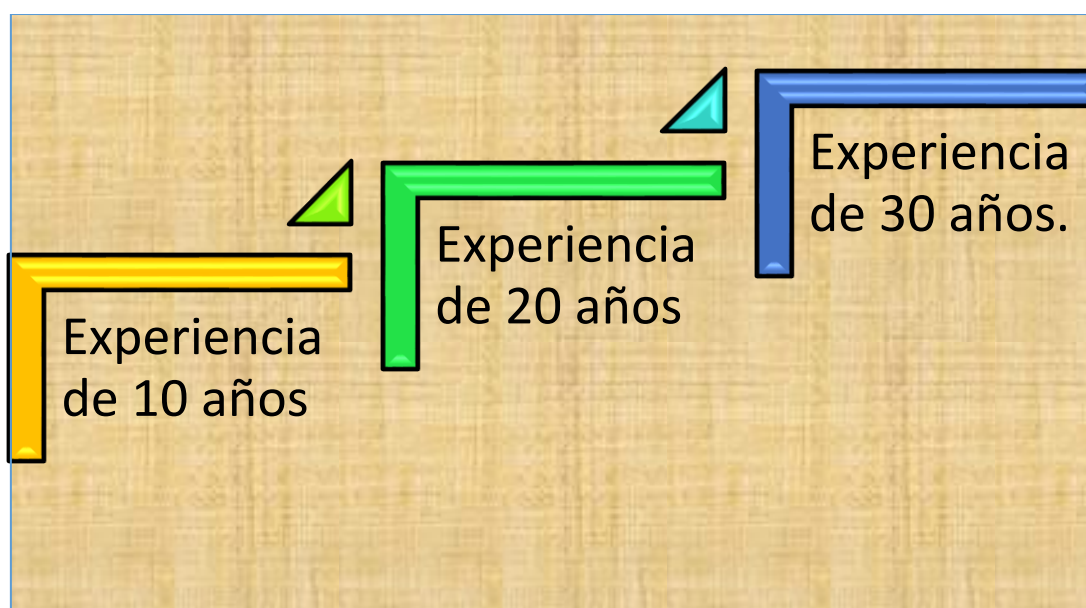 Experiencia
de 10 años
Experiencia
de 20 años
Experiencia
de 30 años.